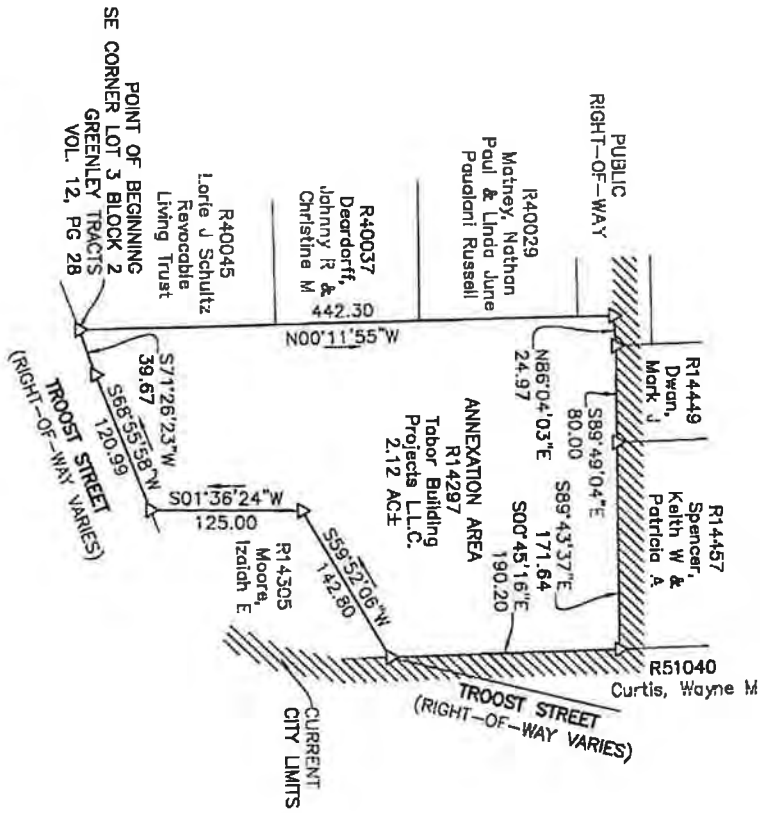 PUBLIC
RIGHT-OF-WAY
R14449
Dwan,
Mark J
R14457
Spencer,
Keith W &
Patricia A
R51040
Curtis, Wayne M
N86°04'03"E
24.97
S89°49'04"E
80.00
S89°43'37"E
171.64
S00°45'16"E
190.20
R40029
Matney, Nathan
Paul & Linda June
Paualani Russell
R40037
Deardorff,
Johnny R &
Christine M
R40045
Lorie J Schultz
Revocable
Living Trust
442.30
N00°11'55"W
ANNEXATION AREA
R14297
Tabor Building
Projects L.L.C.
2.12 AC±
TROOST STREET
(RIGHT-OF-WAY VARIES)
S59°52'06"W
142.80
S01°36'24"W
125.00
R14305
Moore,
Izaiah E
CURRENT
CITY LIMITS
S71°26'23"W
39.67
S68°55'58"W
120.99
TROOST STREET
(RIGHT-OF-WAY VARIES)
POINT OF BEGINNING
SE CORNER LOT 3 BLOCK 2
GREENLEY TRACTS
VOL. 12, PG 28